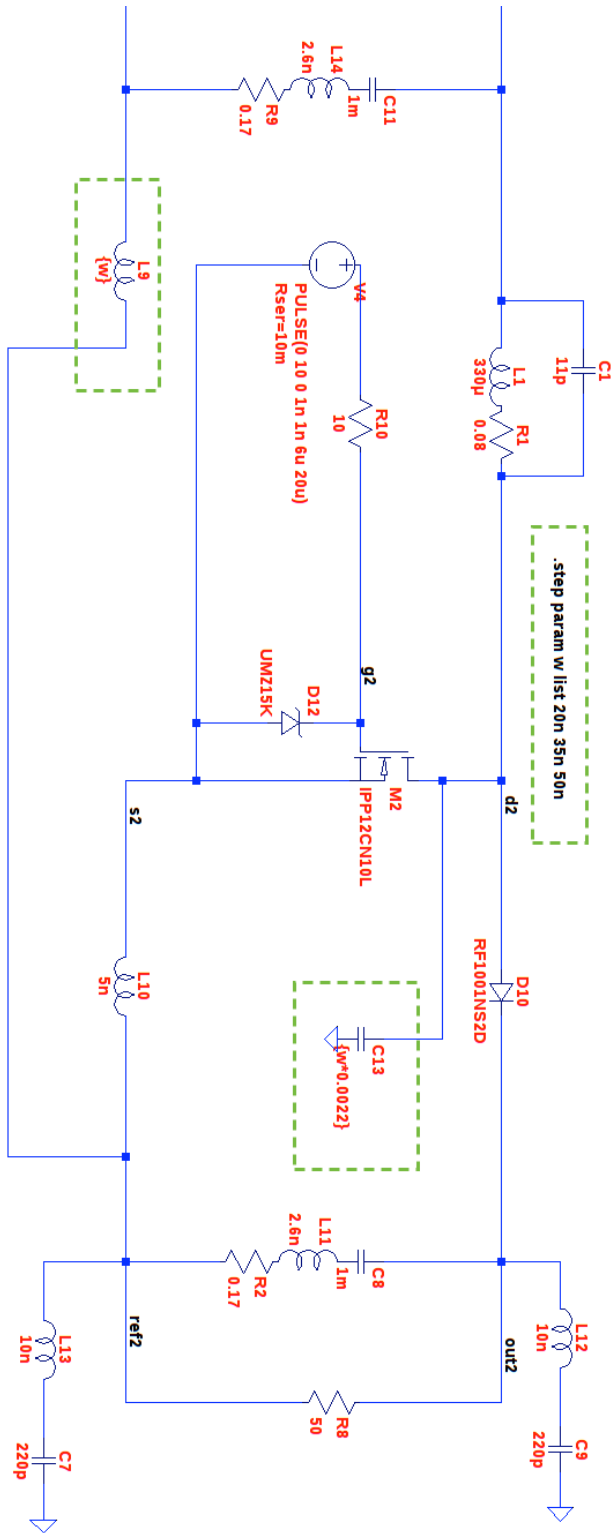 C1
11p
L1
330µ
R1
0.08
.step param w list 20n 35n 50n
d2
D10
RF1001NS2D
out2
L12
10n
C9
220p
C11
1m
L14
2.6n
R9
0.17
V4
PULSE(0 10 0 1n 1n 6u 20u)
Rser=10m
R10
10
g2
D12
UMZ15K
M2
IPP12CN10L
C13
{w*0.0022}
C8
1m
L11
2.6n
R2
0.17
R8
50
L9
{w}
s2
L10
5n
ref2
L13
10n
C7
220p